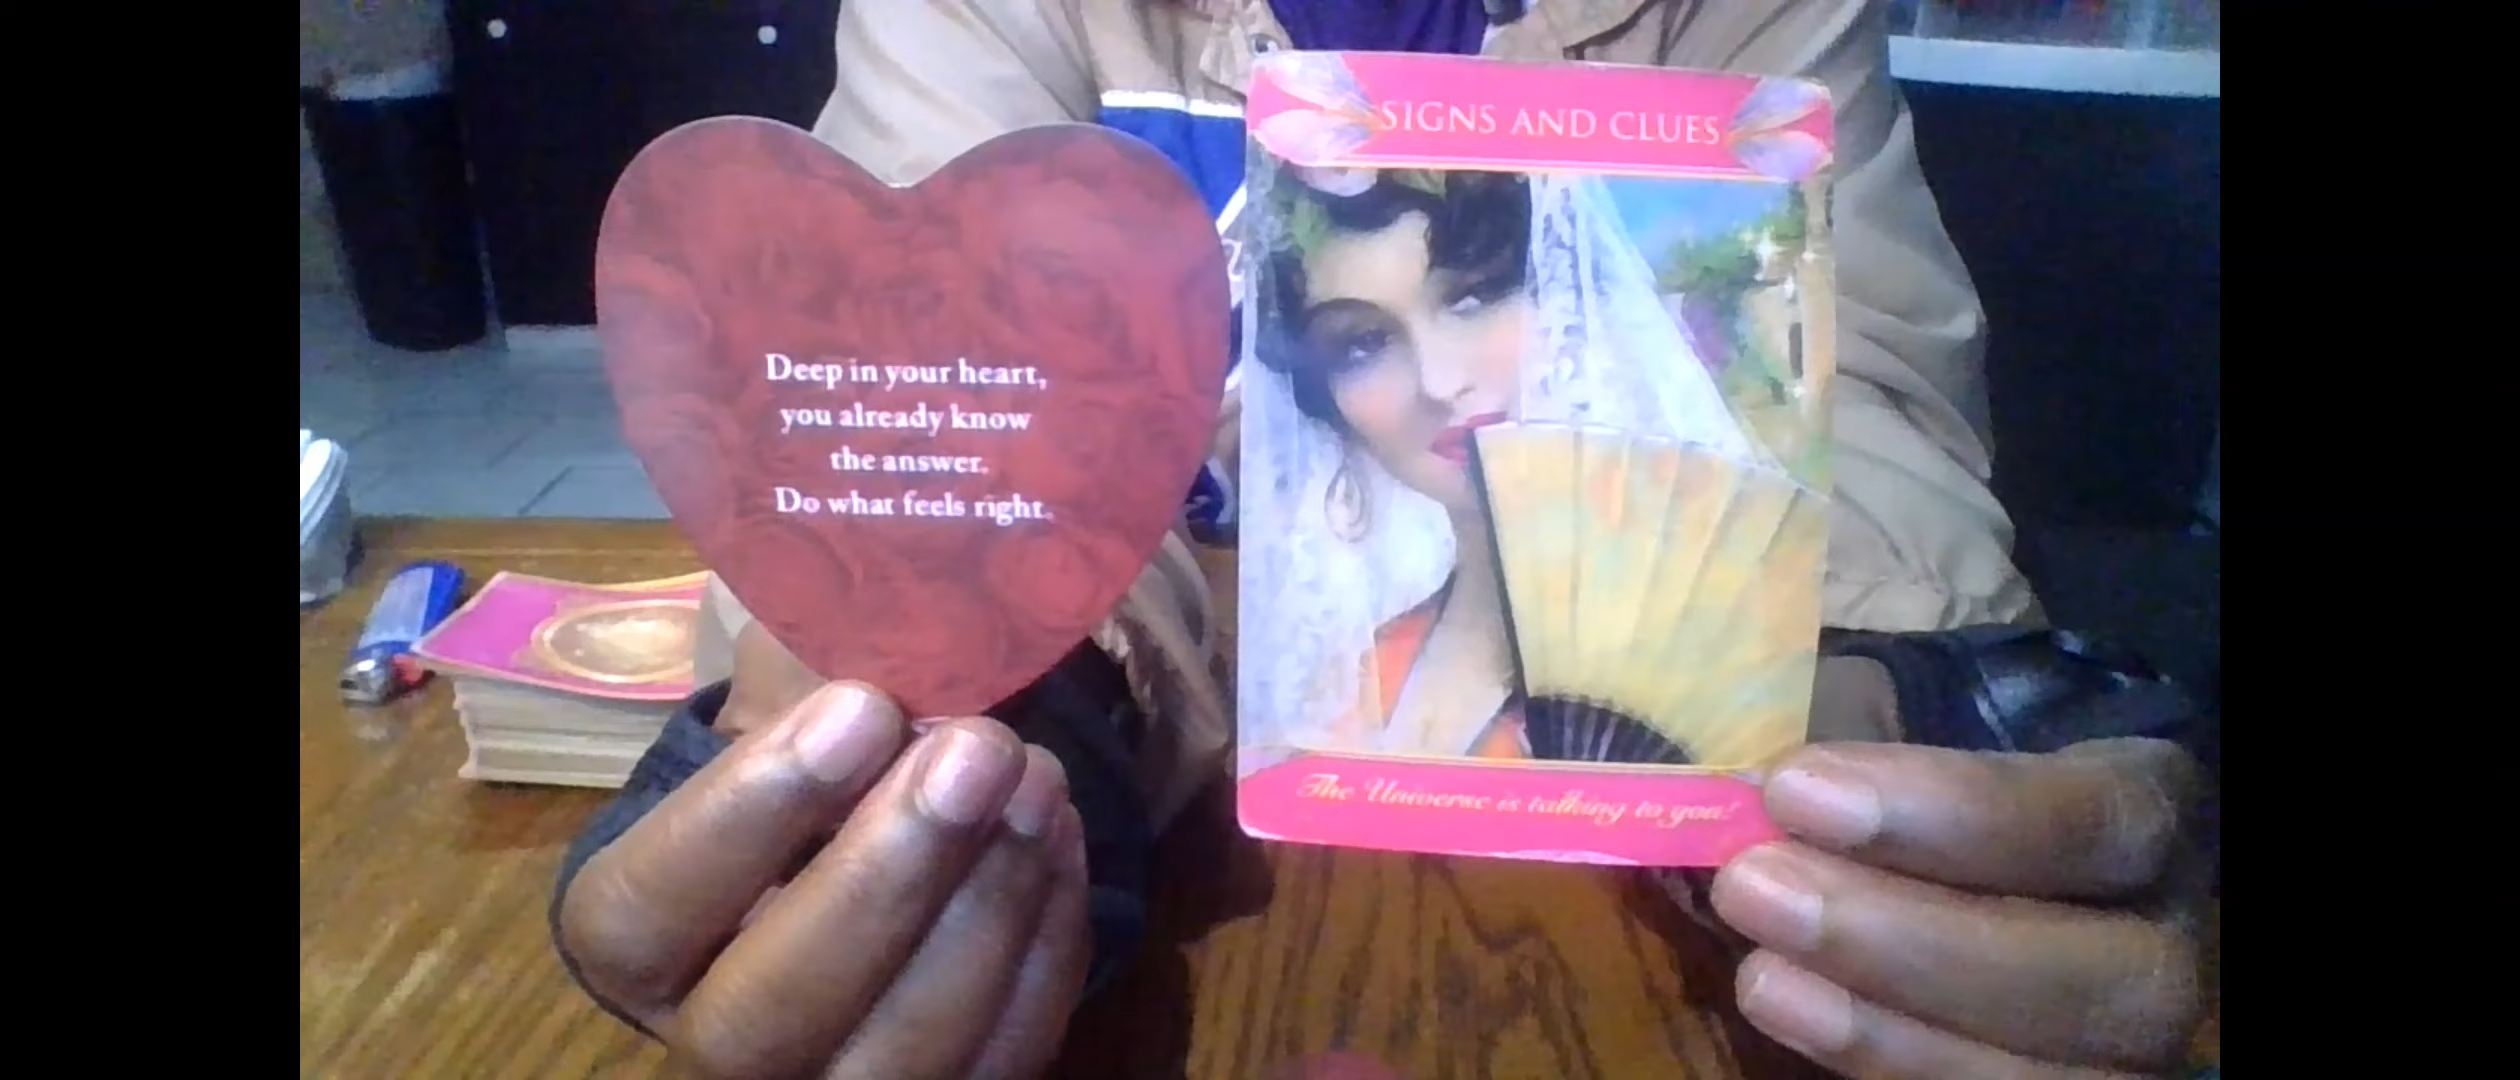 Deep in your heart,
you already know
the answer.
Do what feels right.
SIGNS AND CLUES
The Universe is talking to you!